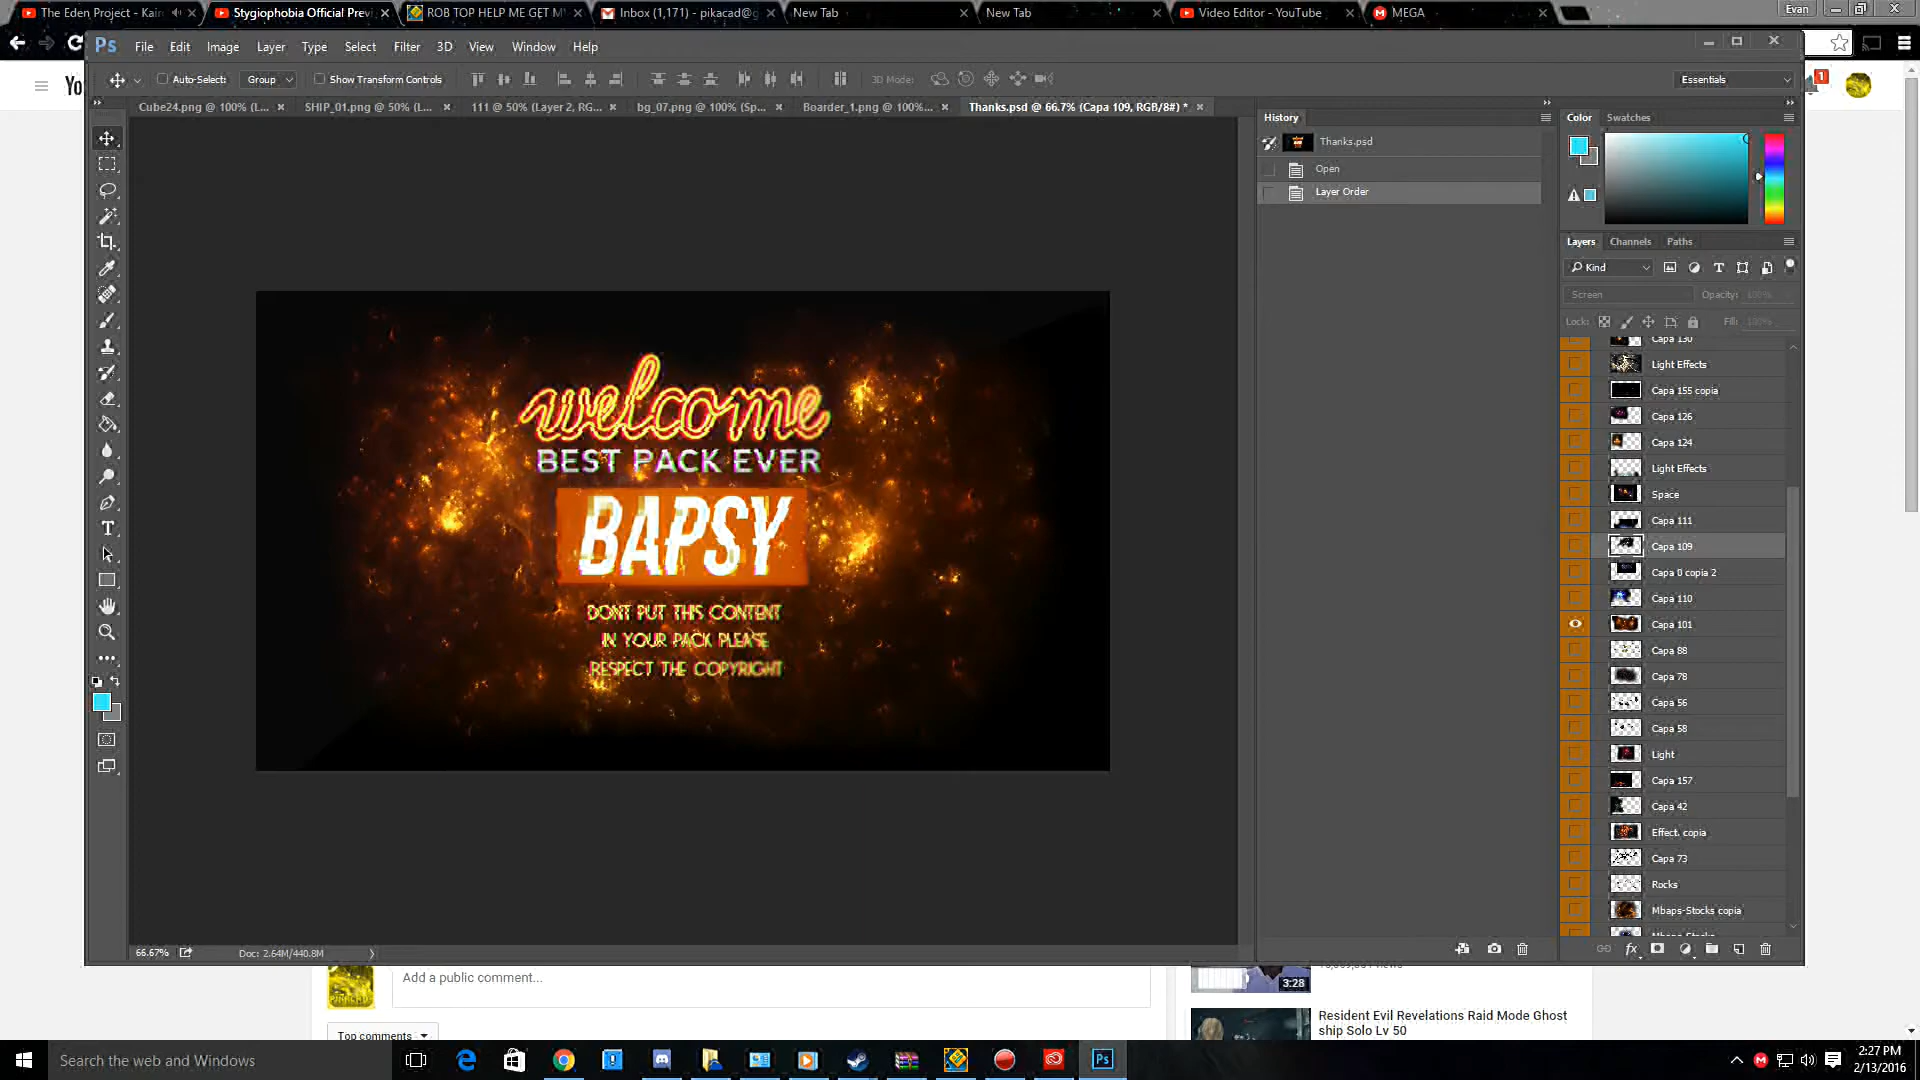 The Eden Project - Kain
Stygiophobia Official Previ
ROB TOP HELP ME GET M
Inbox (1,171) - pikacad@g
New Tab
New Tab
Video Editor - YouTube
MEGA
Evan
Ps
File
Edit
Image
Layer
Type
Select
Filter
3D
View
Window
Help
Auto-Select:
Group
Show Transform Controls
3D Mode:
Essentials
1
Cube24.png @ 100% (L...
SHIP_01.png @ 50% (L...
111 @ 50% (Layer 2, RG...
bg_07.png @ 100% (Sp...
Boarder_1.png @ 100%...
Thanks.psd @ 66.7% (Capa 109, RGB/8#) *
History
Thanks.psd
Open
Layer Order
Color
Swatches
Layers
Channels
Paths
Kind
Screen
Opacity: 100%
Lock:
Fill: 100%
Capa 130
Light Effects
Capa 155 copia
Capa 126
Capa 124
Light Effects
Space
Capa 111
Capa 109
Capa 0 copia 2
Capa 110
Capa 101
Capa 88
Capa 78
Capa 56
Capa 58
Light
Capa 157
Capa 42
Effect. copia
Capa 73
Rocks
Mbaps-Stocks copia
welcome
BEST PACK EVER
BAPSY
DONT PUT THIS CONTENT
IN YOUR PACK PLEASE
RESPECT THE COPYRIGHT
66.67%
Doc: 2.64M/440.8M
Add a public comment...
Top comments
3:28
Resident Evil Revelations Raid Mode Ghost
ship Solo Lv 50
Search the web and Windows
2:27 PM
2/13/2016